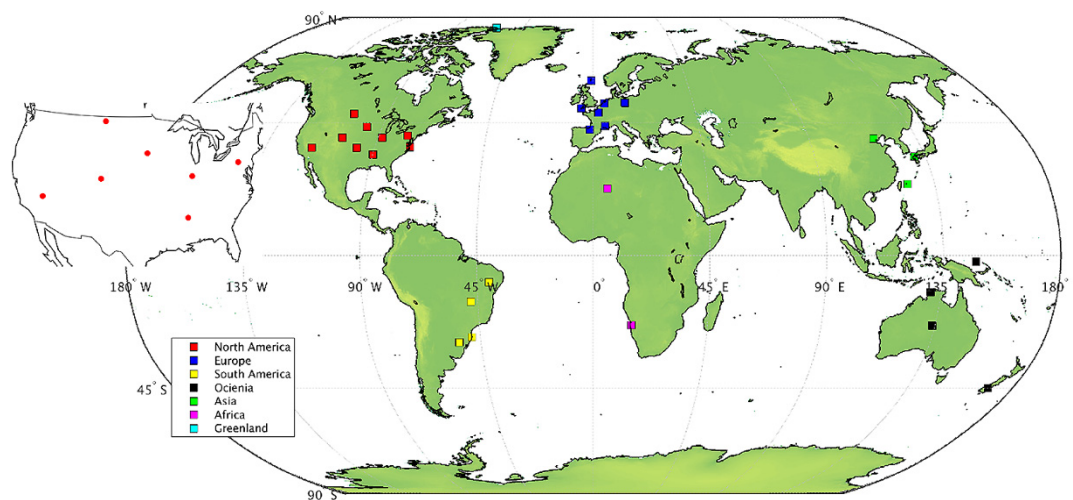 90° N
180° W
135° W
90° W
45° W
0°
45° E
90° E
135° E
180° E
45° S
90° S
North America
Europe
South America
Ocienia
Asia
Africa
Greenland